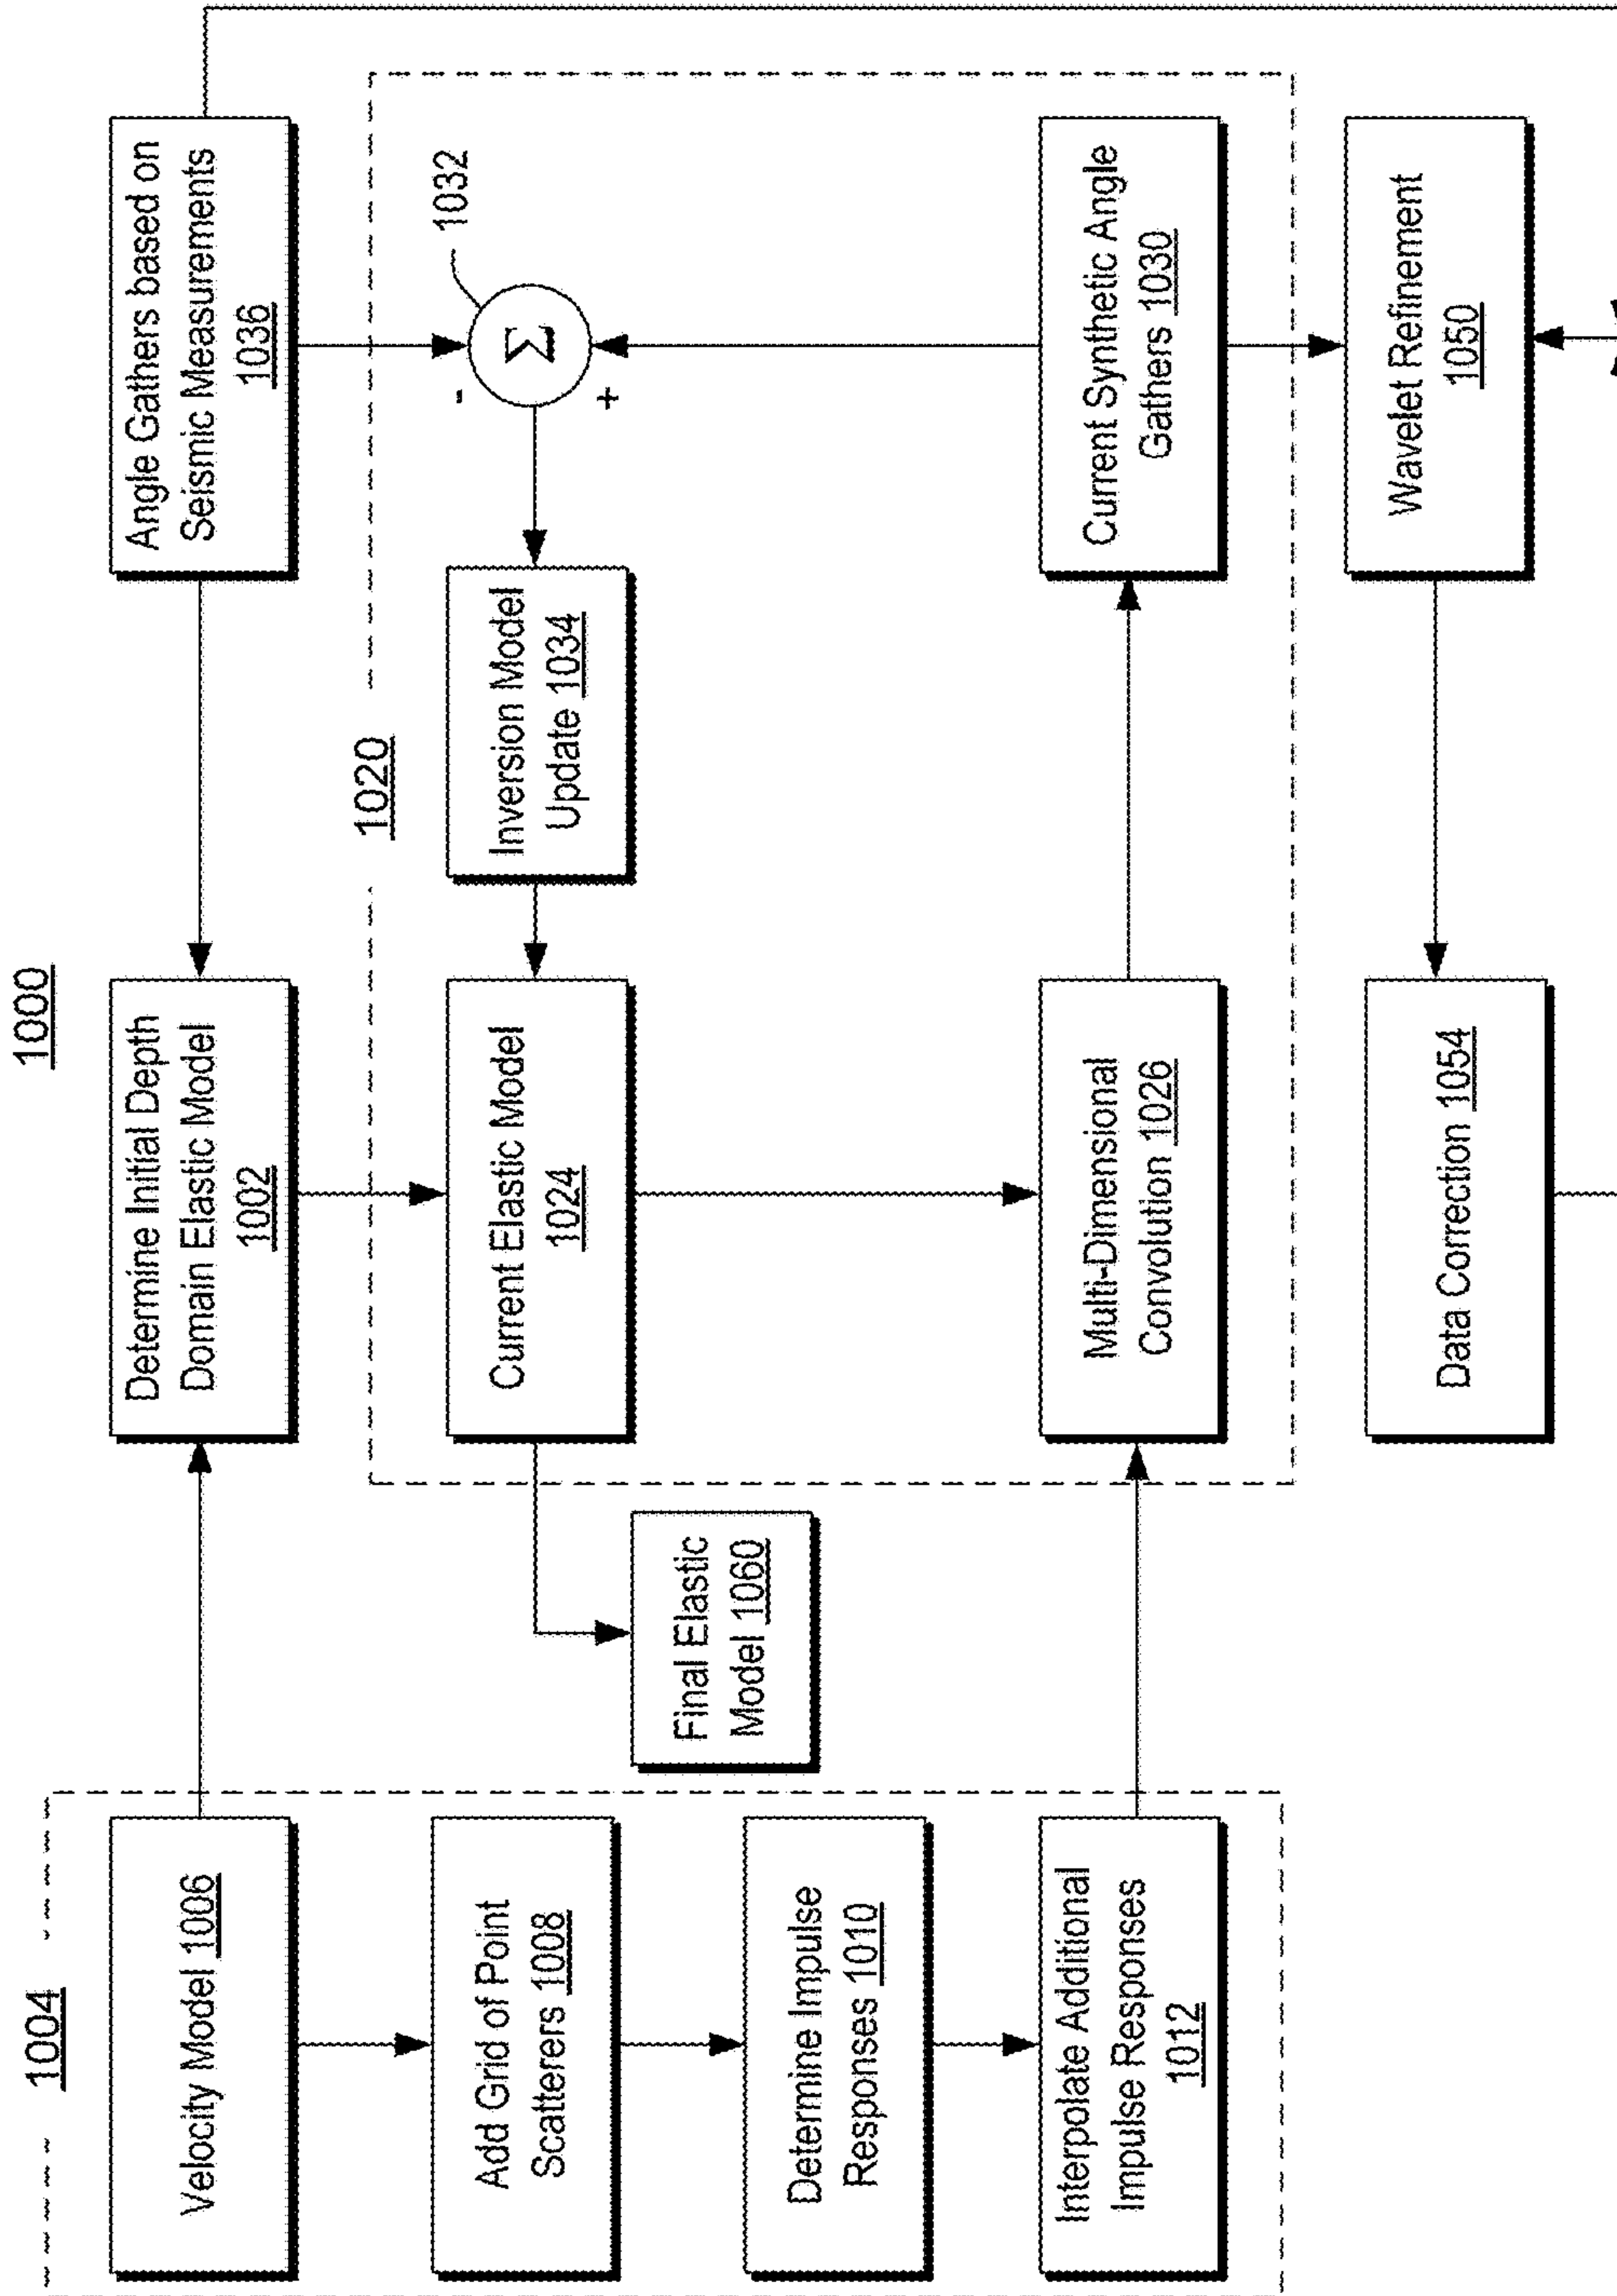 1000
1004
Velocity Model 1006
Add Grid of Point
Scatterers 1008
Determine Impulse
Responses 1010
Interpolate Additional
Impulse Responses
1012
Determine Initial Depth
Domain Elastic Model
1002
Angle Gathers based on
Seismic Measurements
1036
1020
Current Elastic Model
1024
Inversion Model
Update 1034
Σ
-
+
1032
Final Elastic
Model 1060
Multi-Dimensional
Convolution 1026
Current Synthetic Angle
Gathers 1030
Data Correction 1054
Wavelet Refinement
1050